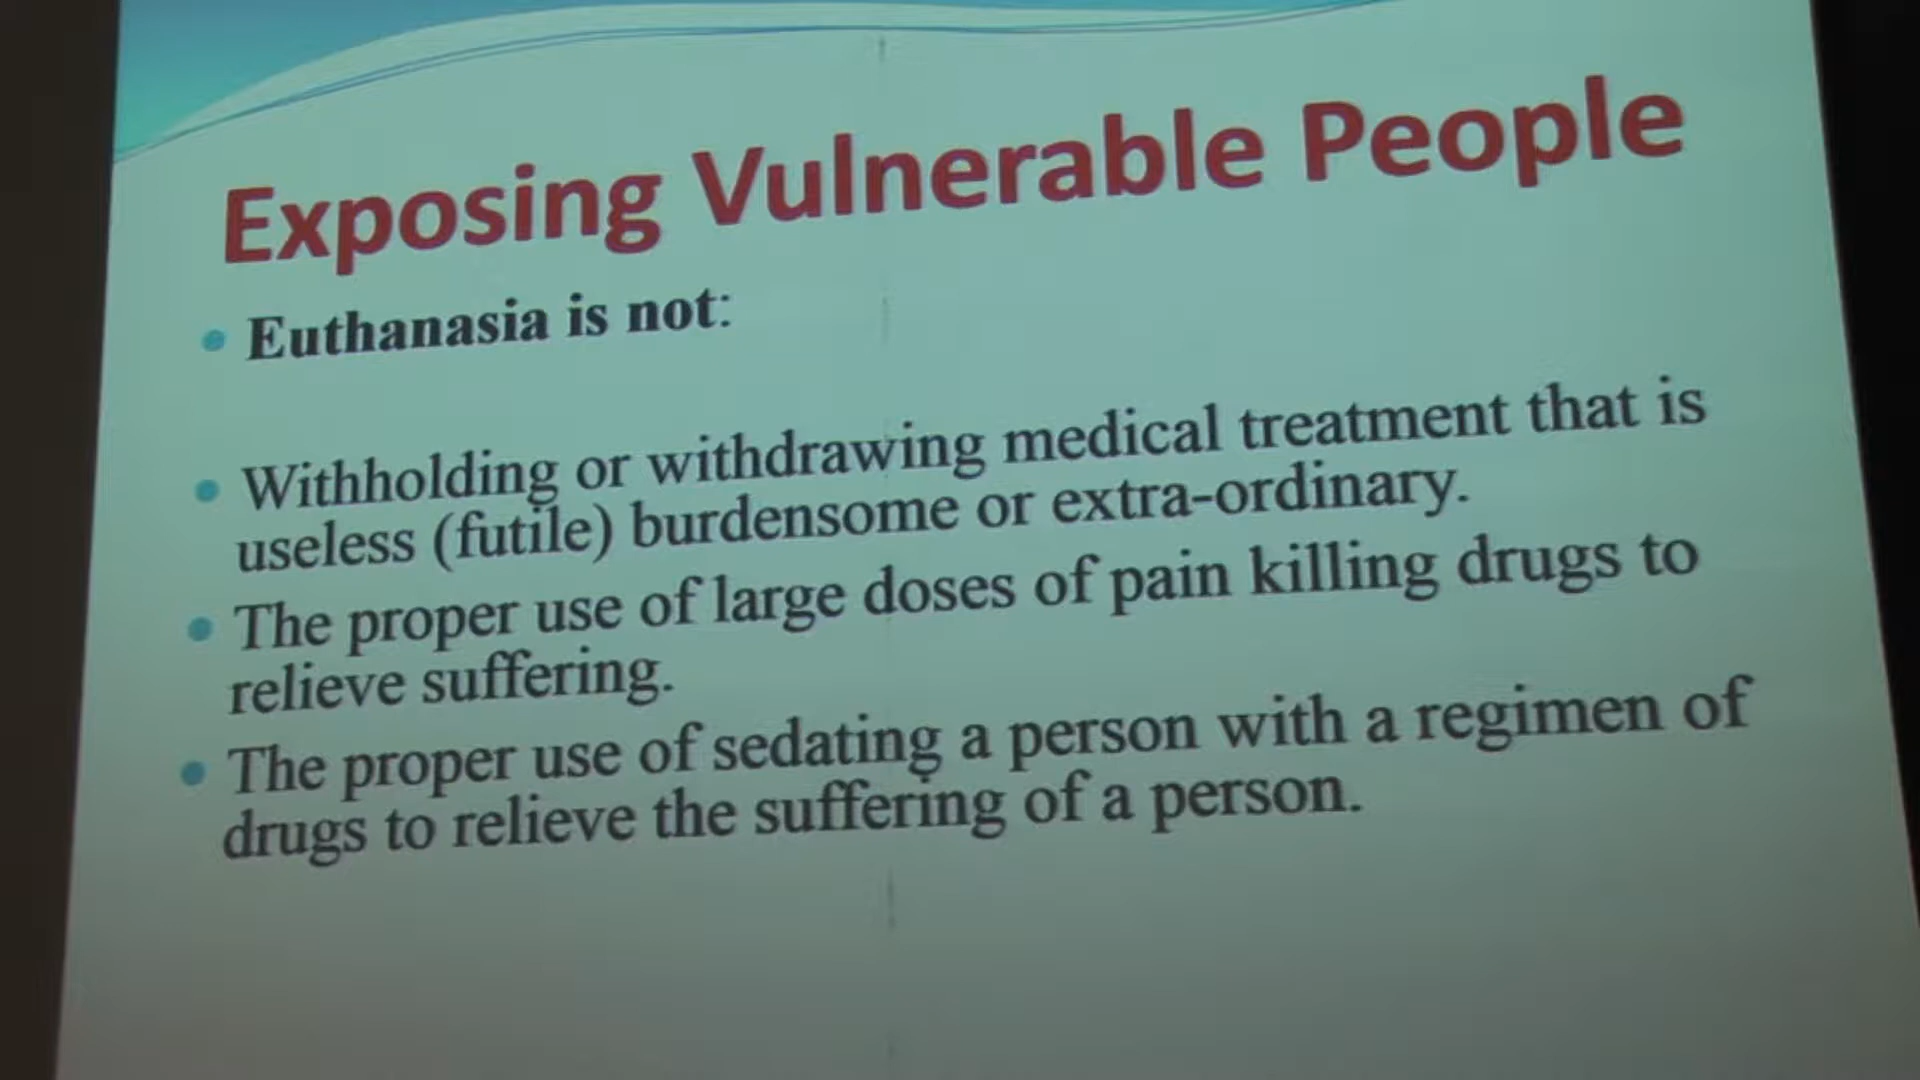 Exposing Vulnerable People
Euthanasia is not:
Withholding or withdrawing medical treatment that is
useless (futile) burdensome or extra-ordinary.
The proper use of large doses of pain killing drugs to
relieve suffering.
The proper use of sedating a person with a regimen of
drugs to relieve the suffering of a person.